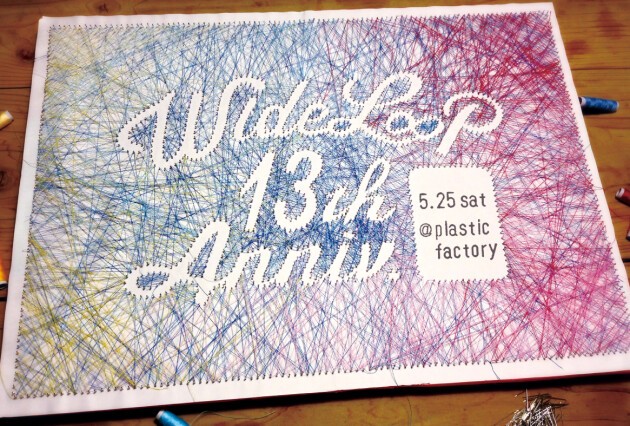 WideLooP
13th
Anniv.
5.25 sat
@plastic
factory